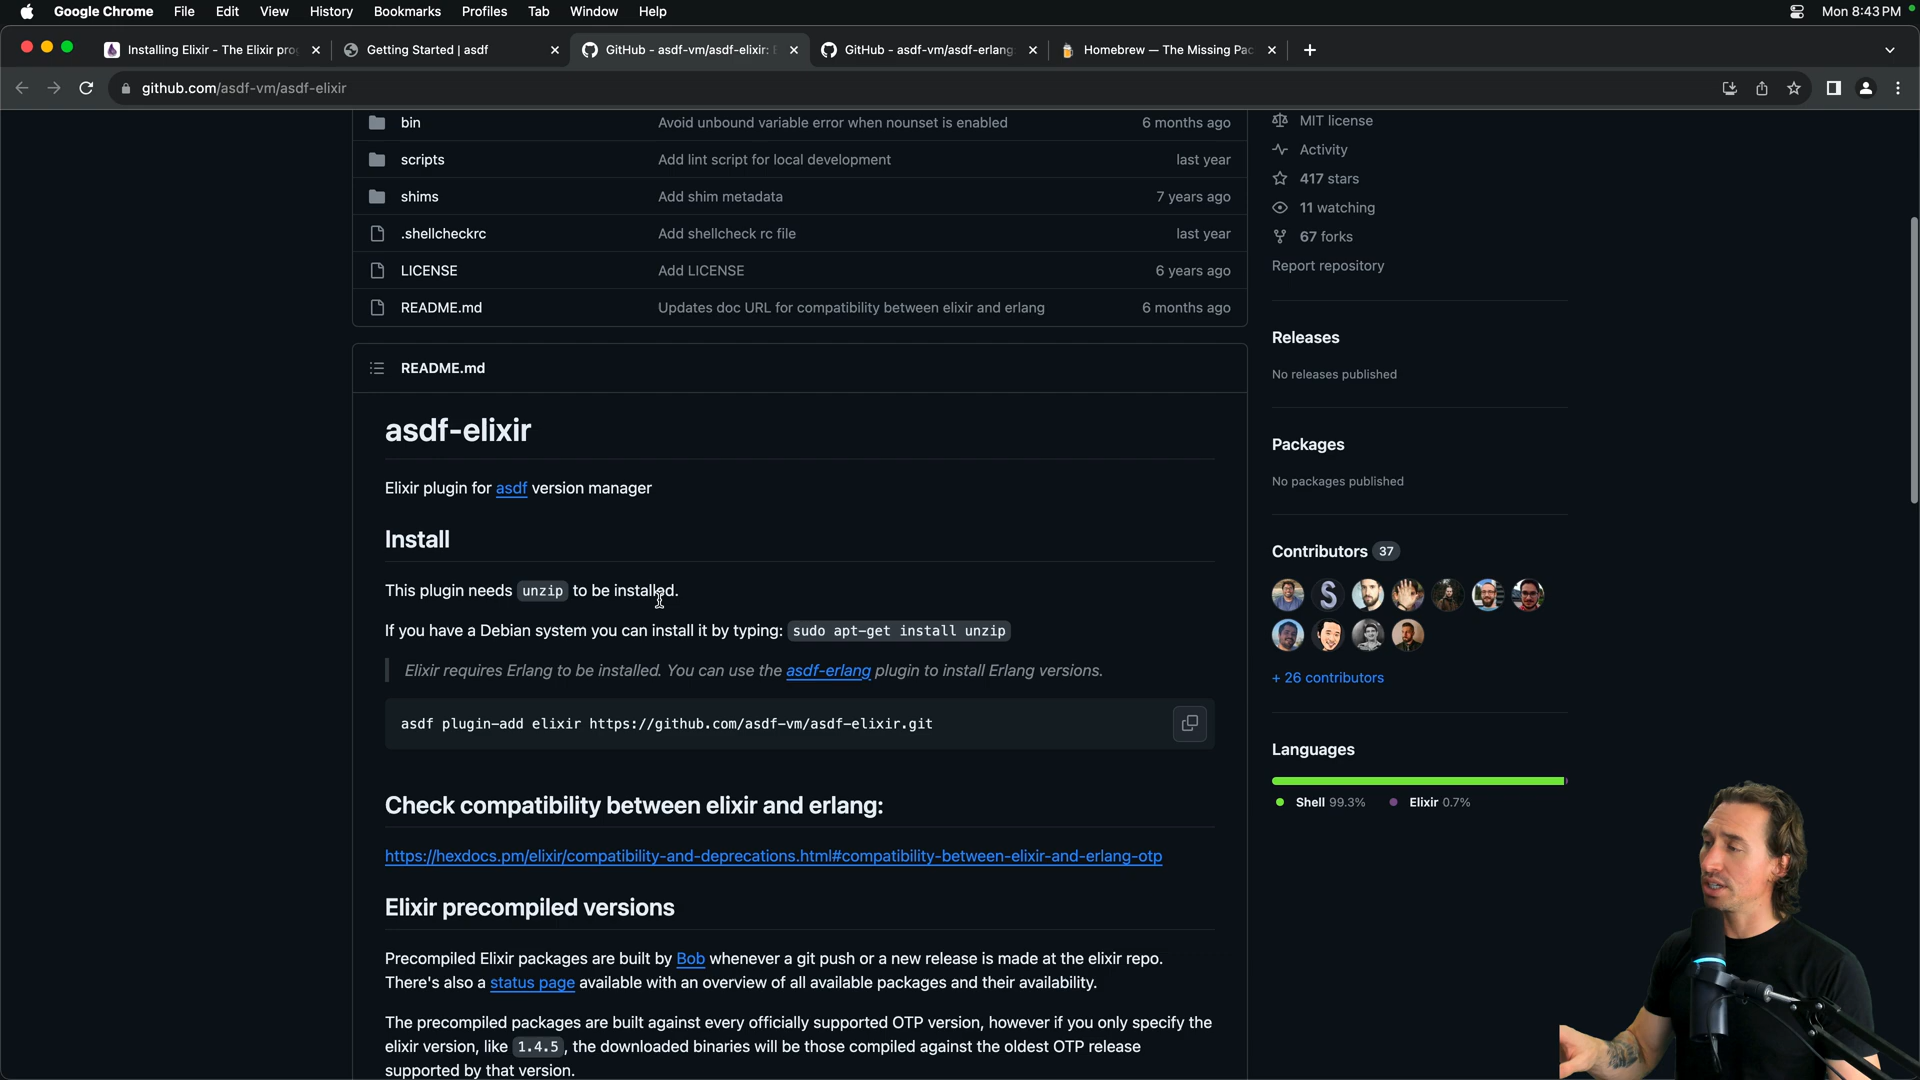 Google Chrome File Edit View History Bookmarks Profiles Tab Window Help Mon 8:43 PM
Installing Elixir - The Elixir pro Getting Started | asdf GitHub - asdf-vm/asdf-elixir: E GitHub - asdf-vm/asdf-erlang: Homebrew — The Missing Pac
github.com/asdf-vm/asdf-elixir
bin Avoid unbound variable error when nounset is enabled 6 months ago
scripts Add lint script for local development last year
shims Add shim metadata 7 years ago
.shellcheckrc Add shellcheck rc file last year
LICENSE Add LICENSE 6 years ago
README.md Updates doc URL for compatibility between elixir and erlang 6 months ago
README.md
asdf-elixir
Elixir plugin for asdf version manager
Install
This plugin needs unzip to be installed.
If you have a Debian system you can install it by typing: sudo apt-get install unzip
Elixir requires Erlang to be installed. You can use the asdf-erlang plugin to install Erlang versions.
asdf plugin-add elixir https://github.com/asdf-vm/asdf-elixir.git
Check compatibility between elixir and erlang:
https://hexdocs.pm/elixir/compatibility-and-deprecations.html#compatibility-between-elixir-and-erlang-otp
Elixir precompiled versions
Precompiled Elixir packages are built by Bob whenever a git push or a new release is made at the elixir repo.
There's also a status page available with an overview of all available packages and their availability.
The precompiled packages are built against every officially supported OTP version, however if you only specify the
elixir version, like 1.4.5, the downloaded binaries will be those compiled against the oldest OTP release
supported by that version.
MIT license
Activity
417 stars
11 watching
67 forks
Report repository
Releases
No releases published
Packages
No packages published
Contributors 37
S
+ 26 contributors
Languages
Shell 99.3% Elixir 0.7%